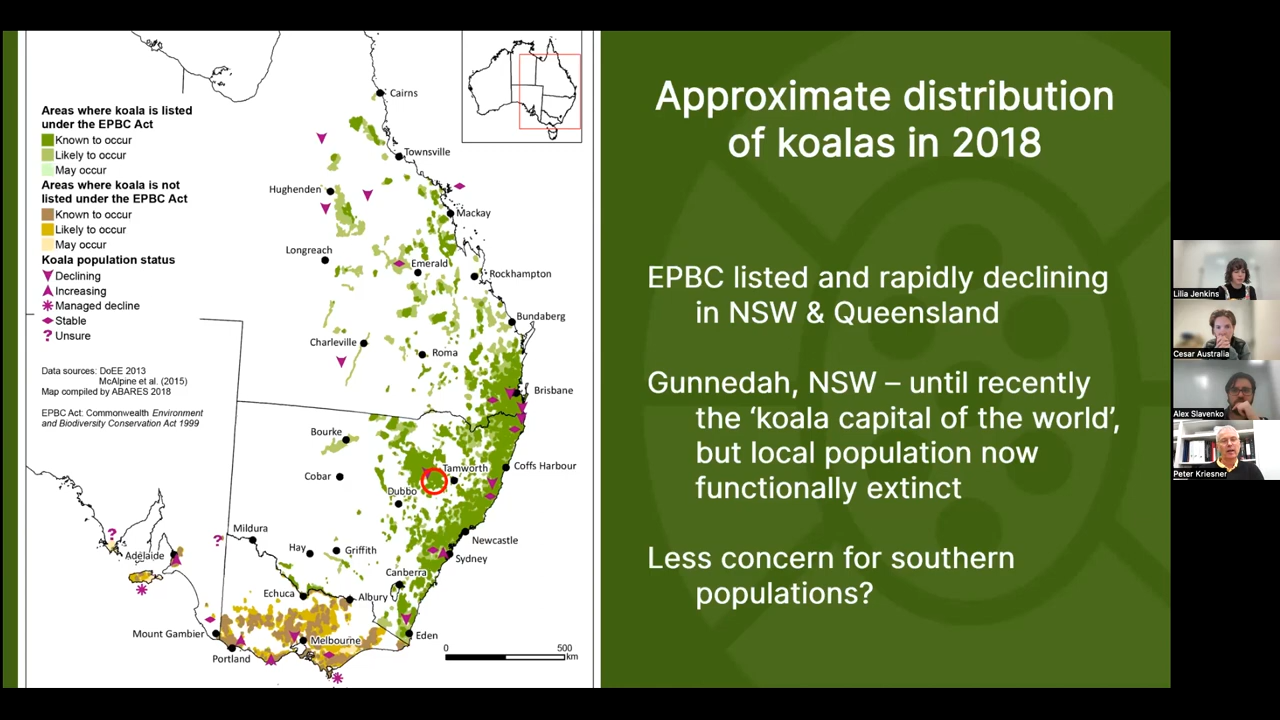 Areas where koala is listed
under the EPBC Act
Known to occur
Likely to occur
May occur
Areas where koala is not
listed under the EPBC Act
Known to occur
Likely to occur
May occur
Koala population status
Declining
Increasing
Managed decline
Stable
? Unsure
Data sources: DoEE 2013
McAlpine et al. (2015)
Map compiled by ABARES 2018
EPBC Act: Commonwealth Environment
and Biodiversity Conservation Act 1999
Cairns
Townsville
Hughenden
Mackay
Longreach
Emerald
Rockhampton
Bundaberg
Charleville
Roma
Brisbane
Bourke
Tamworth
Coffs Harbour
Cobar
Dubbo
Mildura
?
?
Newcastle
Adelaide
Hay
Griffith
Sydney
Canberra
Echuca
Albury
Mount Gambier
Melbourne
Eden
Portland
0 500
km
Approximate distribution
of koalas in 2018
EPBC listed and rapidly declining
in NSW & Queensland
Gunnedah, NSW – until recently
the ‘koala capital of the world’,
but local population now
functionally extinct
Less concern for southern
populations?
Lilia Jenkins
Cesar Australia
Alex Slavenko
Peter Kriesner